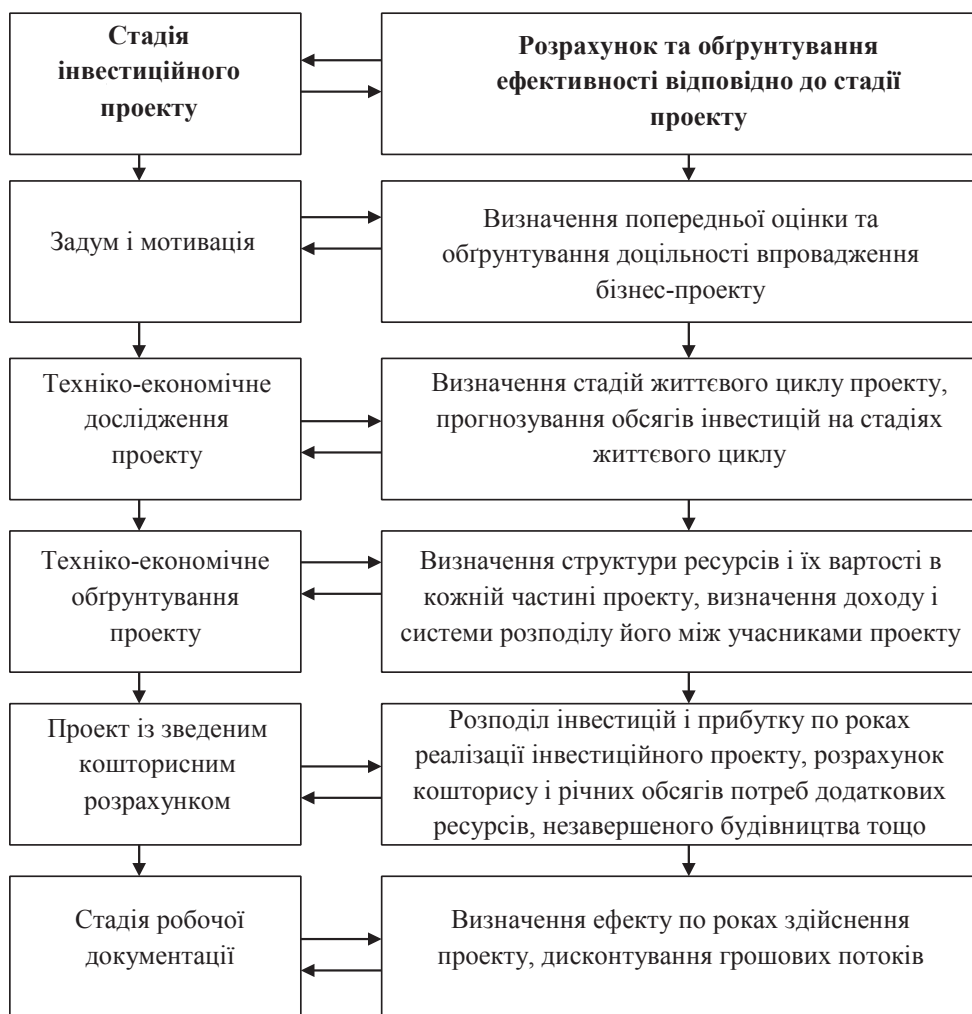 Стадія
інвестиційного
проекту
Розрахунок та обґрунтування
ефективності відповідно до стадії
проекту
Задум і мотивація
Визначення попередньої оцінки та
обґрунтування доцільності впровадження
бізнес-проекту
Техніко-економічне
дослідження
проекту
Визначення стадій життєвого циклу проекту,
прогнозування обсягів інвестицій на стадіях
життєвого циклу
Техніко-економічне
обґрунтування
проекту
Визначення структури ресурсів і їх вартості в
кожній частині проекту, визначення доходу і
системи розподілу його між учасниками проекту
Проект із зведеним
кошторисним
розрахунком
Розподіл інвестицій і прибутку по роках
реалізації інвестиційного проекту, розрахунок
кошторису і річних обсягів потреб додаткових
ресурсів, незавершеного будівництва тощо
Стадія робочої
документації
Визначення ефекту по роках здійснення
проекту, дисконтування грошових потоків